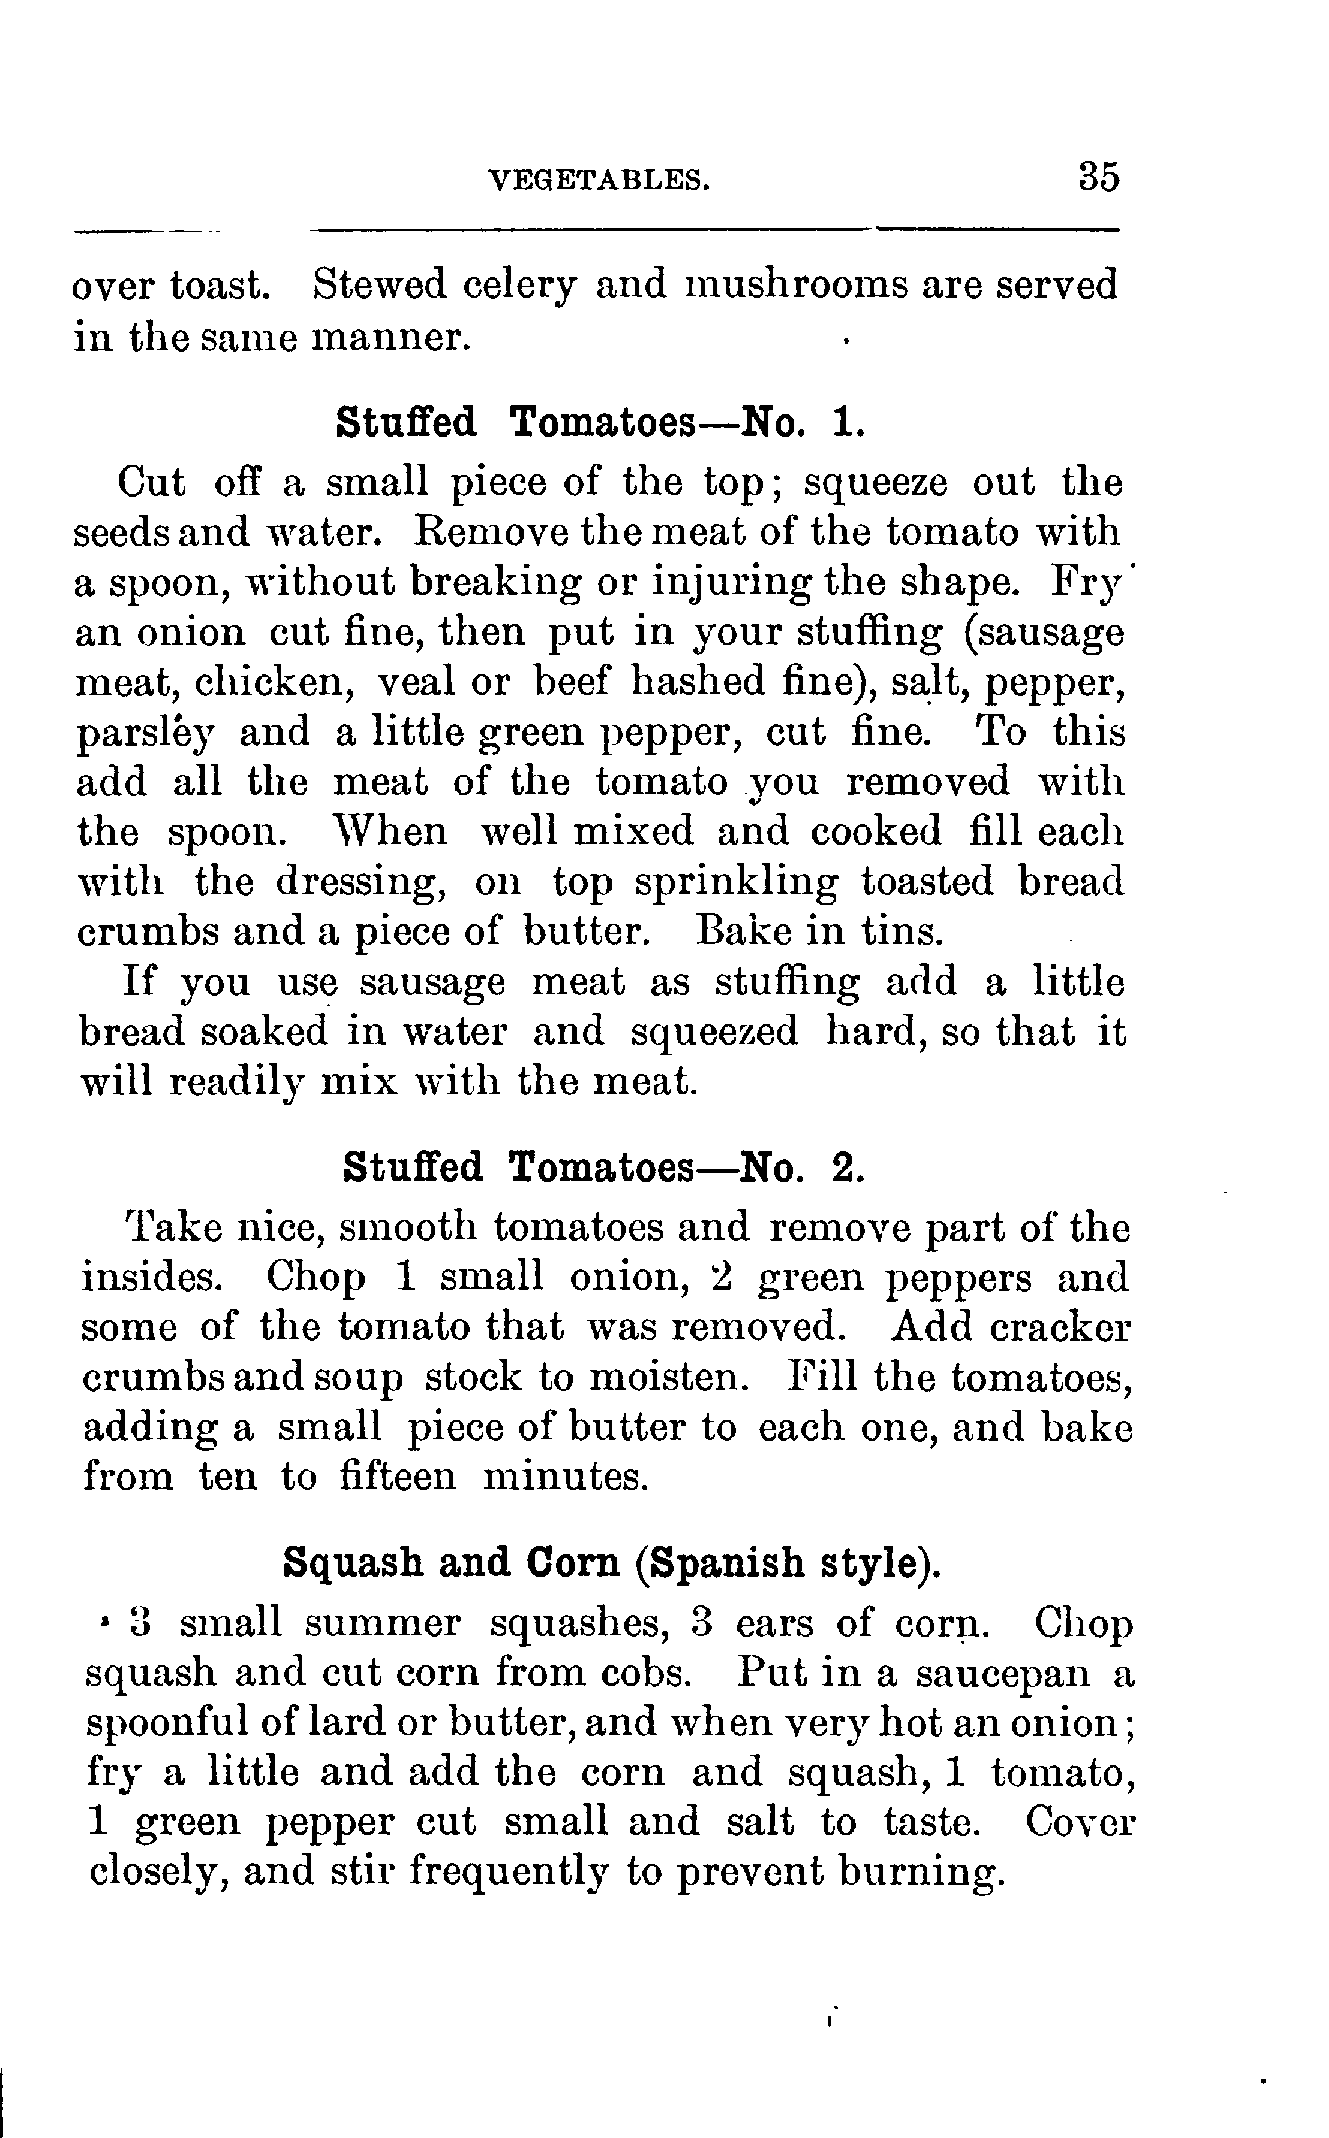 VEGETABLES. 35
over toast. Stewed celery and mushrooms are served
in the same manner.
Stuffed Tomatoes—No. 1.
Cut off a small piece of the top; squeeze out the
seeds and water. Remove the meat of the tomato with
a spoon, without breaking or injuring the shape. Fry
an onion cut fine, then put in your stuffing (sausage
meat, chicken, veal or beef hashed fine), salt, pepper,
parsley and a little green pepper, cut fine. To this
add all the meat of the tomato you removed with
the spoon. When well mixed and cooked fill each
with the dressing, on top sprinkling toasted bread
crumbs and a piece of butter. Bake in tins.
If you use sausage meat as stuffing add a little
bread soaked in water and squeezed hard, so that it
will readily mix with the meat.
Stuffed Tomatoes—No. 2.
Take nice, smooth tomatoes and remove part of the
insides. Chop 1 small onion, 2 green peppers and
some of the tomato that was removed. Add cracker
crumbs and soup stock to moisten. Fill the tomatoes,
adding a small piece of butter to each one, and bake
from ten to fifteen minutes.
Squash and Corn (Spanish style).
3 small summer squashes, 3 ears of corn. Chop
squash and cut corn from cobs. Put in a saucepan a
spoonful of lard or butter, and when very hot an onion;
fry a little and add the corn and squash, 1 tomato,
1 green pepper cut small and salt to taste. Cover
closely, and stir frequently to prevent burning.